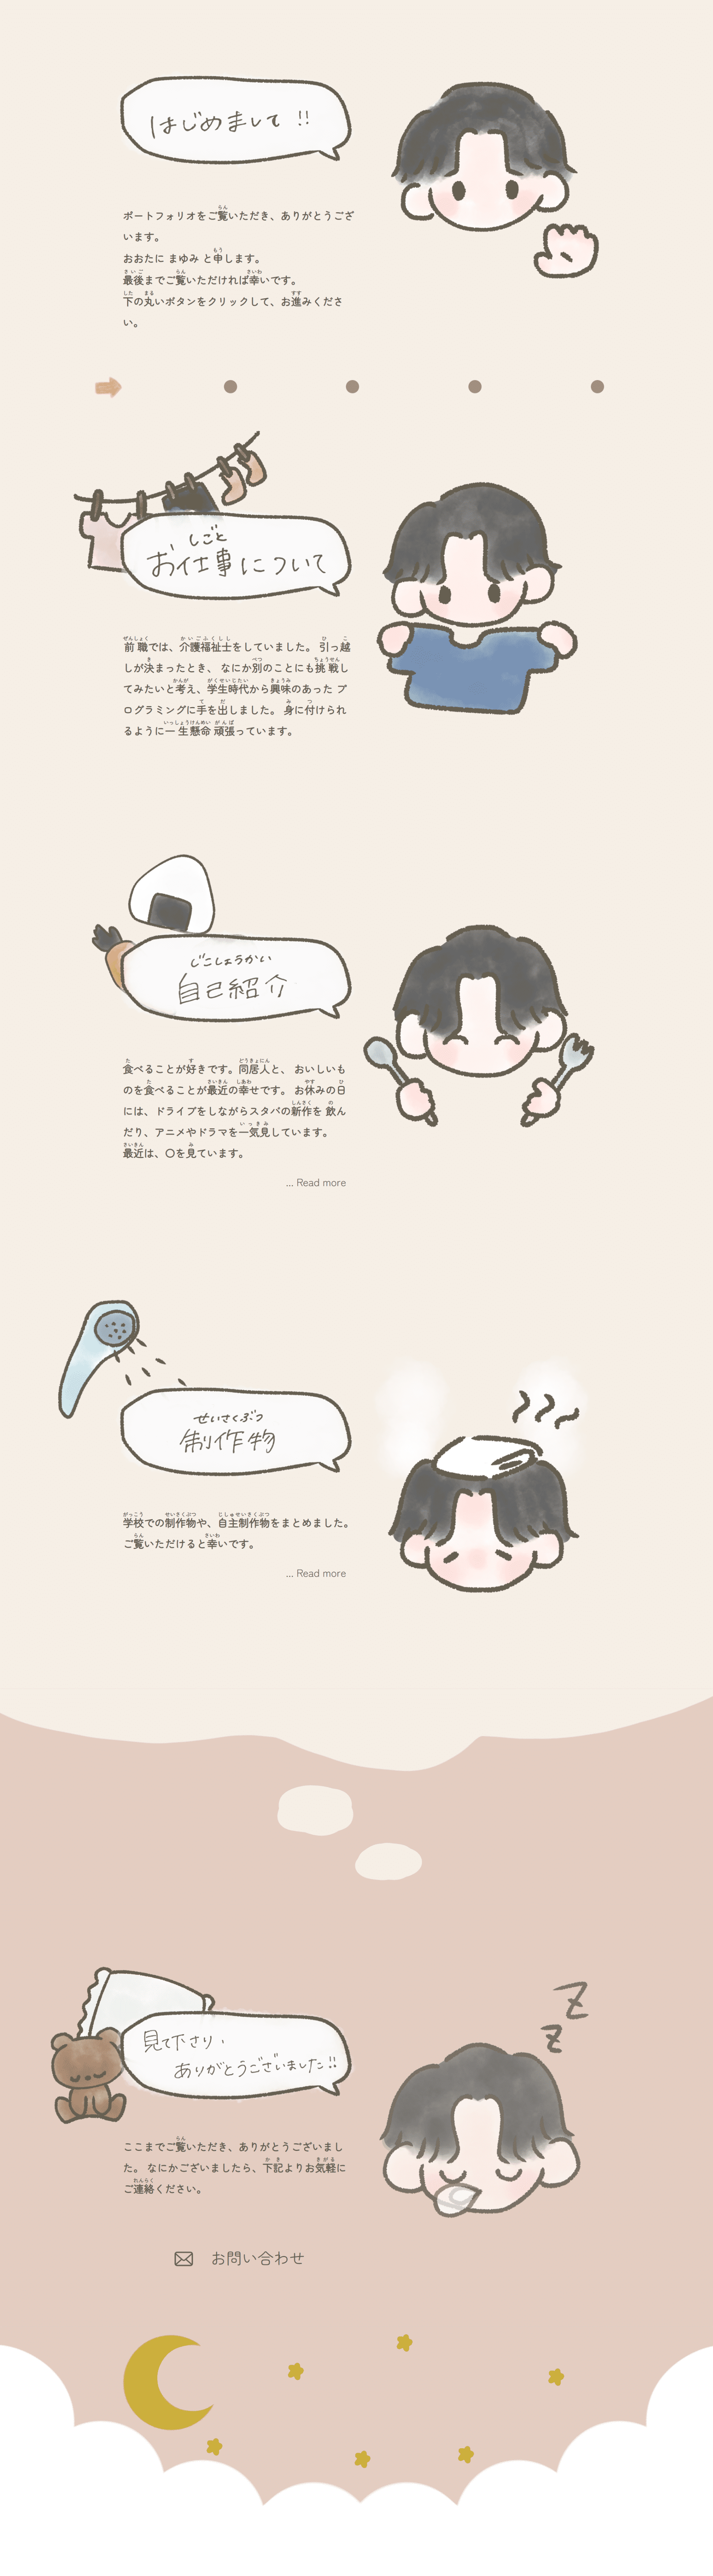 はじめまして !!
ポートフォリオをご覧いただき、ありがとうござ
います。
おおたに まゆみ と申します。
最後までご覧いただければ幸いです。
下の丸いボタンをクリックして、お進みくださ
い。
しごと
お仕事について
前職では、介護福祉士をしていました。 引っ越
しが決まったとき、 なにか別のことにも挑戦し
てみたいと考え、学生時代から興味のあった プ
ログラミングに手を出しました。 身に付けられ
るように一生懸命 頑張っています。
じこしょうかい
自己紹介
食べることが好きです。同居人と、 おいしいも
のを食べることが最近の幸せです。 お休みの日
には、ドライブをしながらスタバの新作を 飲ん
だり、アニメやドラマを一気見しています。
最近は、〇を見ています。
... Read more
せいさくぶつ
制作物
学校での制作物や、自主制作物をまとめました。
ご覧いただけると幸いです。
... Read more
Z
Z
見て下さり、
ありがとうございました!!
ここまでご覧いただき、ありがとうございまし
た。 なにかございましたら、下記よりお気軽に
ご連絡ください。
お問い合わせ